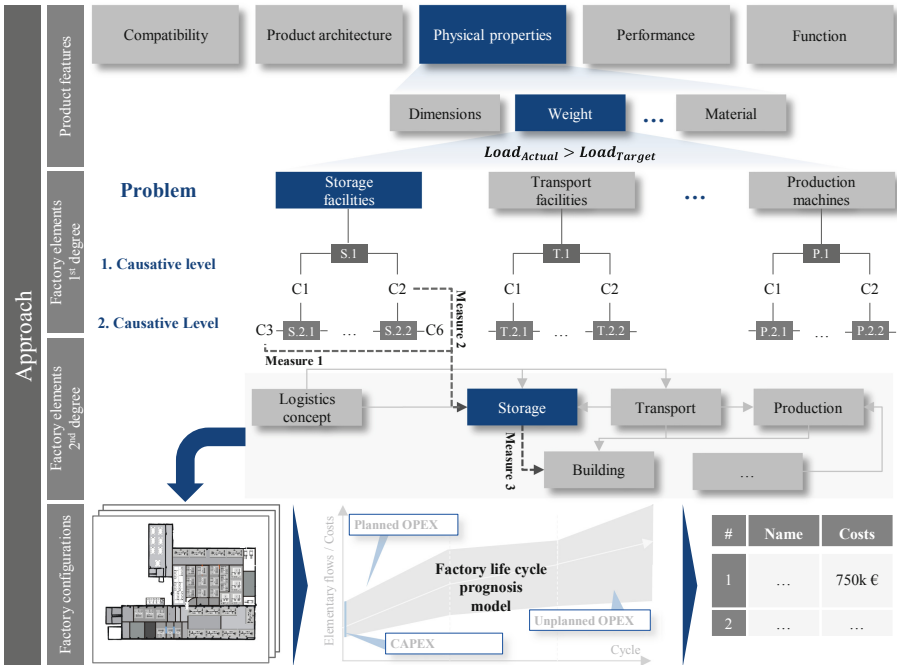 Approach
Product features
Compatibility
Product architecture
Physical properties
Performance
Function
Dimensions
Weight
...
Material
Load_Actual > Load_Target
Factory elements
1st degree
Problem
Storage
facilities
Transport
facilities
...
Production
machines
1. Causative level
S.1
T.1
P.1
C1
C2
C1
C2
C1
C2
2. Causative Level
C3
S.2.1
...
S.2.2
C6
T.2.1
...
T.2.2
P.2.1
...
P.2.2
Measure 1
Measure 2
Factory elements
2nd degree
Logistics
concept
Storage
Transport
Production
Measure 3
Building
...
Factory configurations
Elementary flows / Costs
Planned OPEX
Factory life cycle
prognosis
model
Unplanned OPEX
CAPEX
Cycle
# Name Costs
1 ... 750k €
2 ... ...